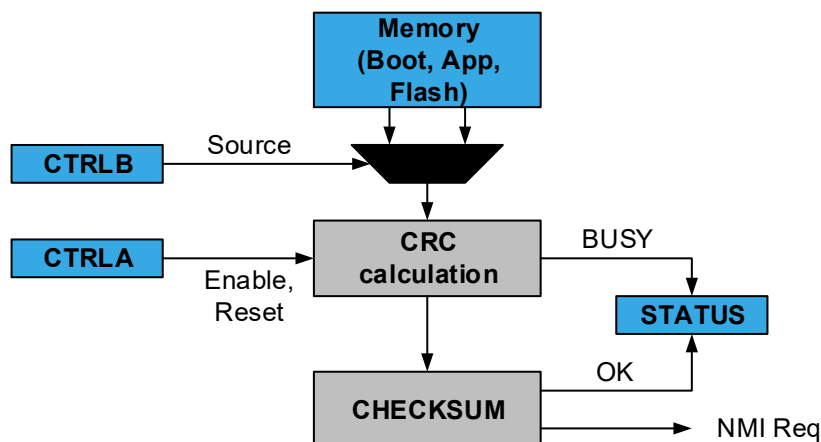 Memory
(Boot, App,
Flash)
Source
CTRLB
CRC
calculation
BUSY
CTRLA
Enable,
Reset
STATUS
OK
CHECKSUM
NMI Req